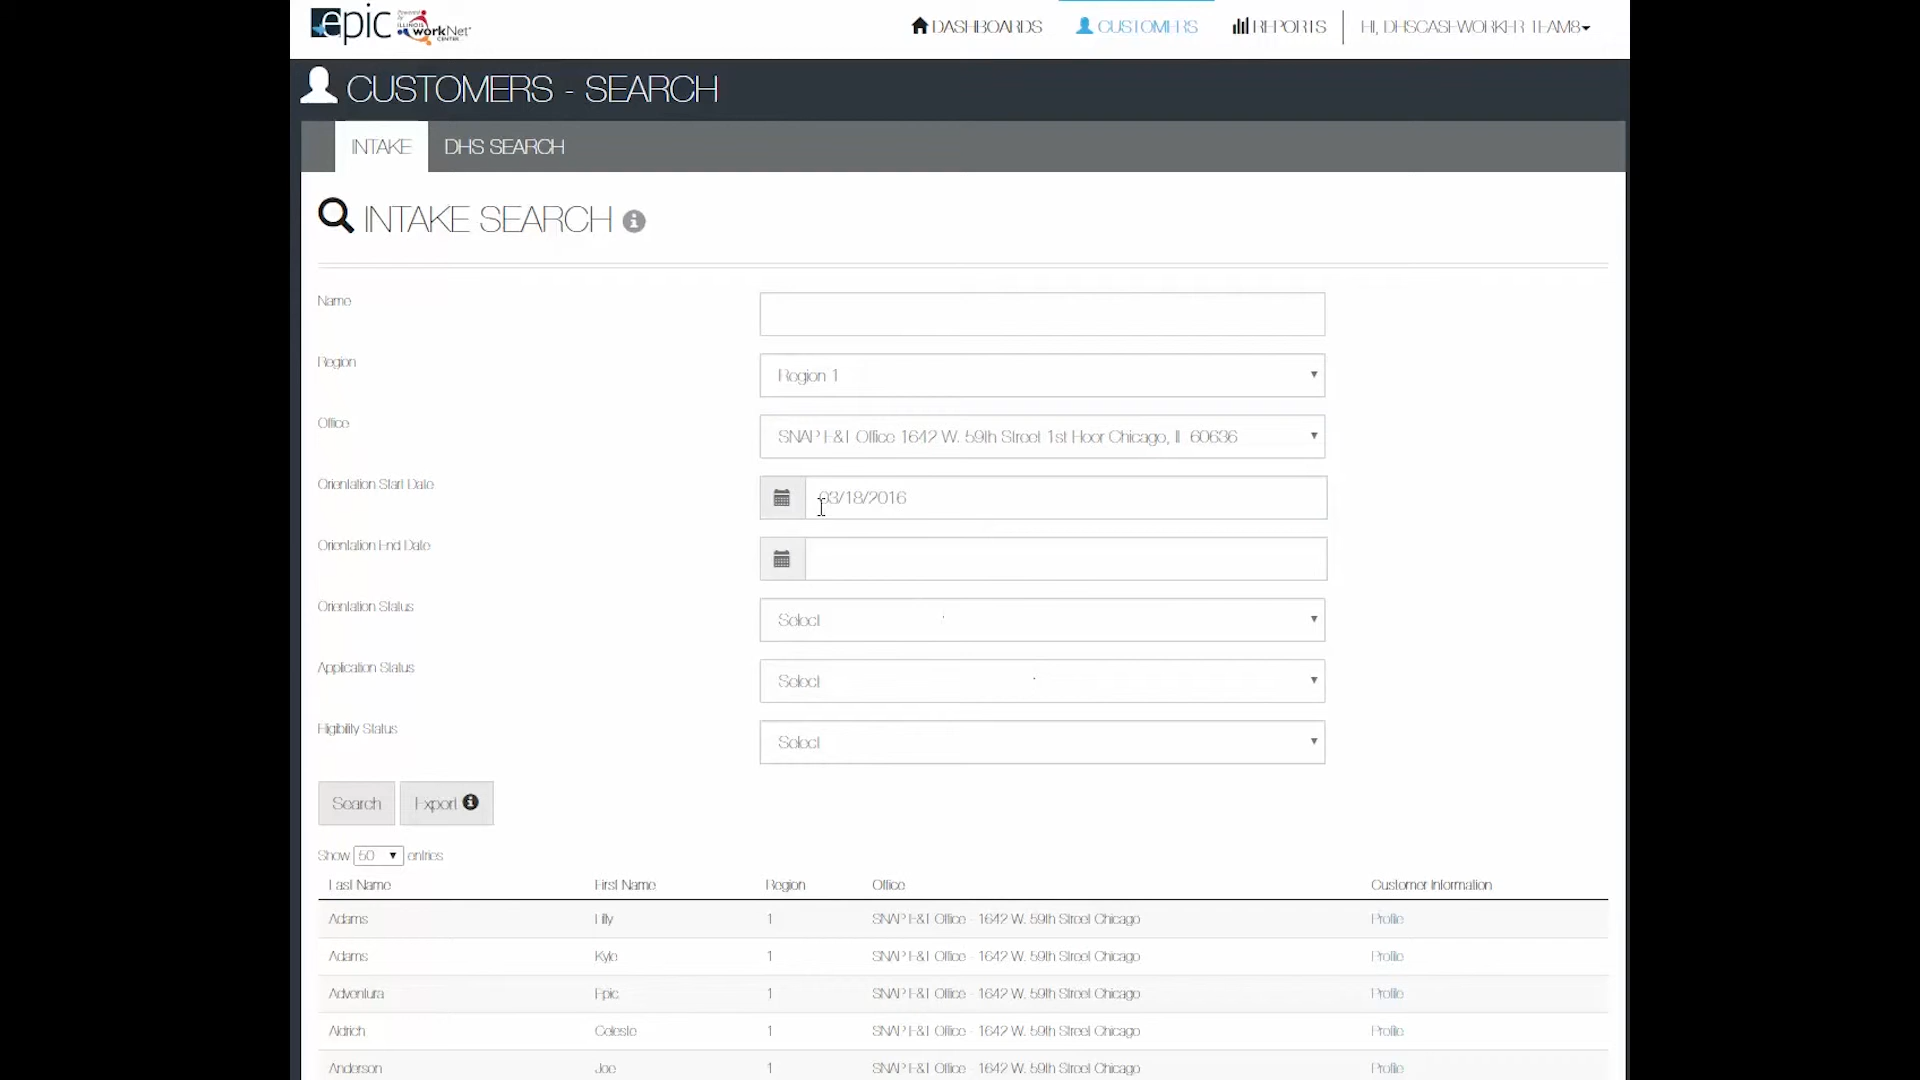 epic Powered by ILLINOIS workNet CENTER
DASHBOARDS CUSTOMERS REPORTS HI, DHSCASEWORKER TEAM8
CUSTOMERS - SEARCH
INTAKE DHS SEARCH
INTAKE SEARCH
Name
Region Region 1
Office SNAP E&T Office 1642 W. 59th Street 1st Floor Chicago, IL 60636
Orientation Start Date 03/18/2016
Orientation End Date
Orientation Status Select
Application Status Select
Eligibility Status Select
Search Export
Show 50 entries
Last Name First Name Region Office Customer Information
Adams Lilly 1 SNAP E&T Office - 1642 W. 59th Street Chicago Profile
Adams Kyle 1 SNAP E&T Office - 1642 W. 59th Street Chicago Profile
Adventura Epic 1 SNAP E&T Office - 1642 W. 59th Street Chicago Profile
Aldrich Celeste 1 SNAP E&T Office - 1642 W. 59th Street Chicago Profile
Anderson Joe 1 SNAP E&T Office - 1642 W. 59th Street Chicago Profile